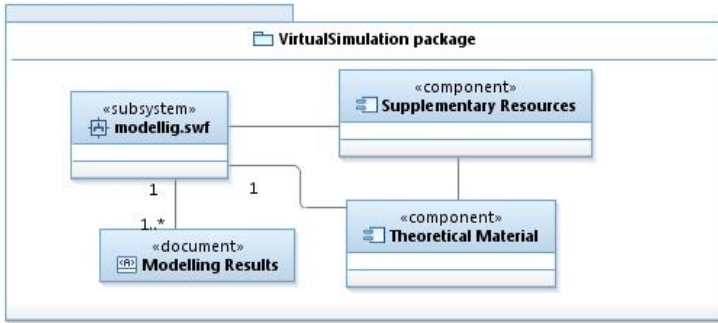 VirtualSimulation package
«component»
Supplementary Resources
«subsystem»
modellig.swf
1
1
1..*
«component»
Theoretical Material
«document»
Modelling Results